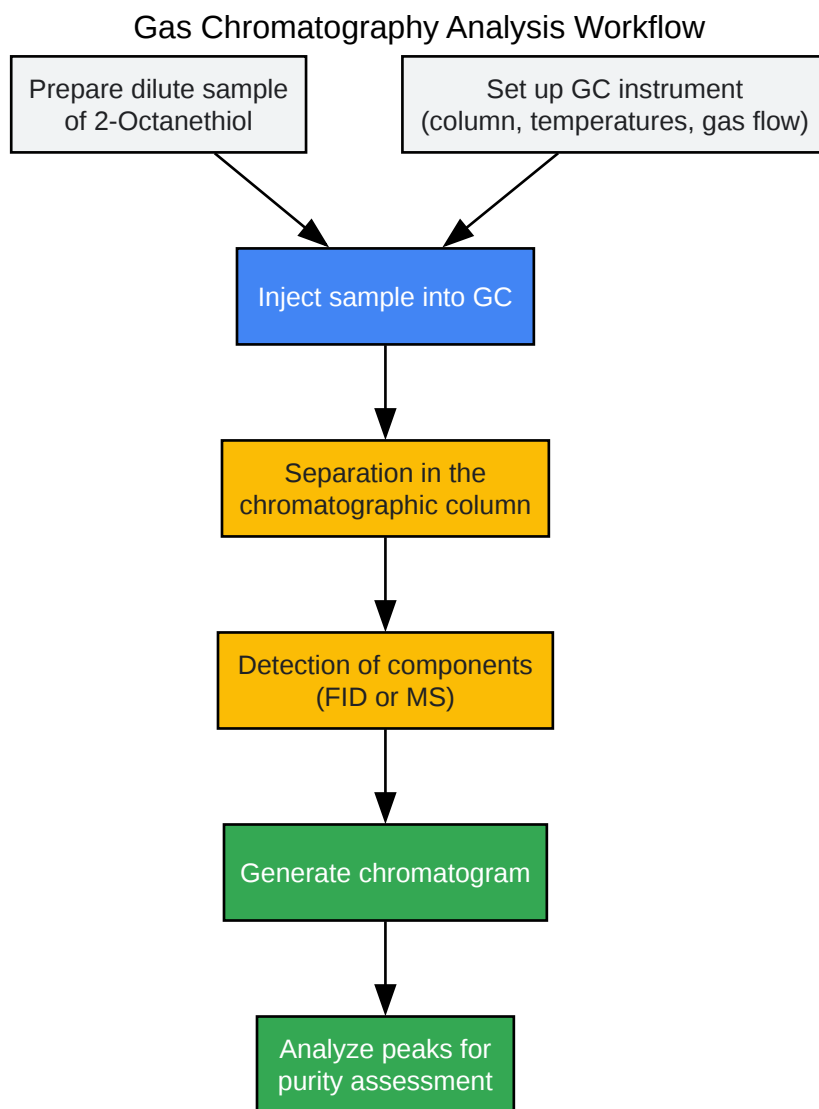 Gas Chromatography Analysis Workflow
Prepare dilute sample
of 2-Octanethiol
Set up GC instrument
(column, temperatures, gas flow)
Inject sample into GC
Separation in the
chromatographic column
Detection of components
(FID or MS)
Generate chromatogram
Analyze peaks for
purity assessment